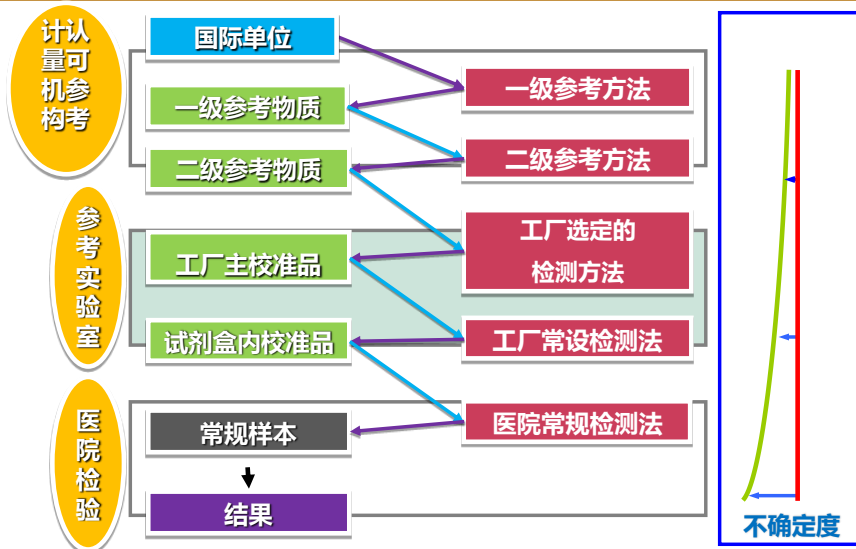 计量机构
认可参考
国际单位
一级参考方法
一级参考物质
二级参考方法
二级参考物质
参考实验室
工厂选定的
检测方法
工厂主校准品
试剂盒内校准品
工厂常设检测法
医院检验
常规样本
医院常规检测法
结果
不确定度